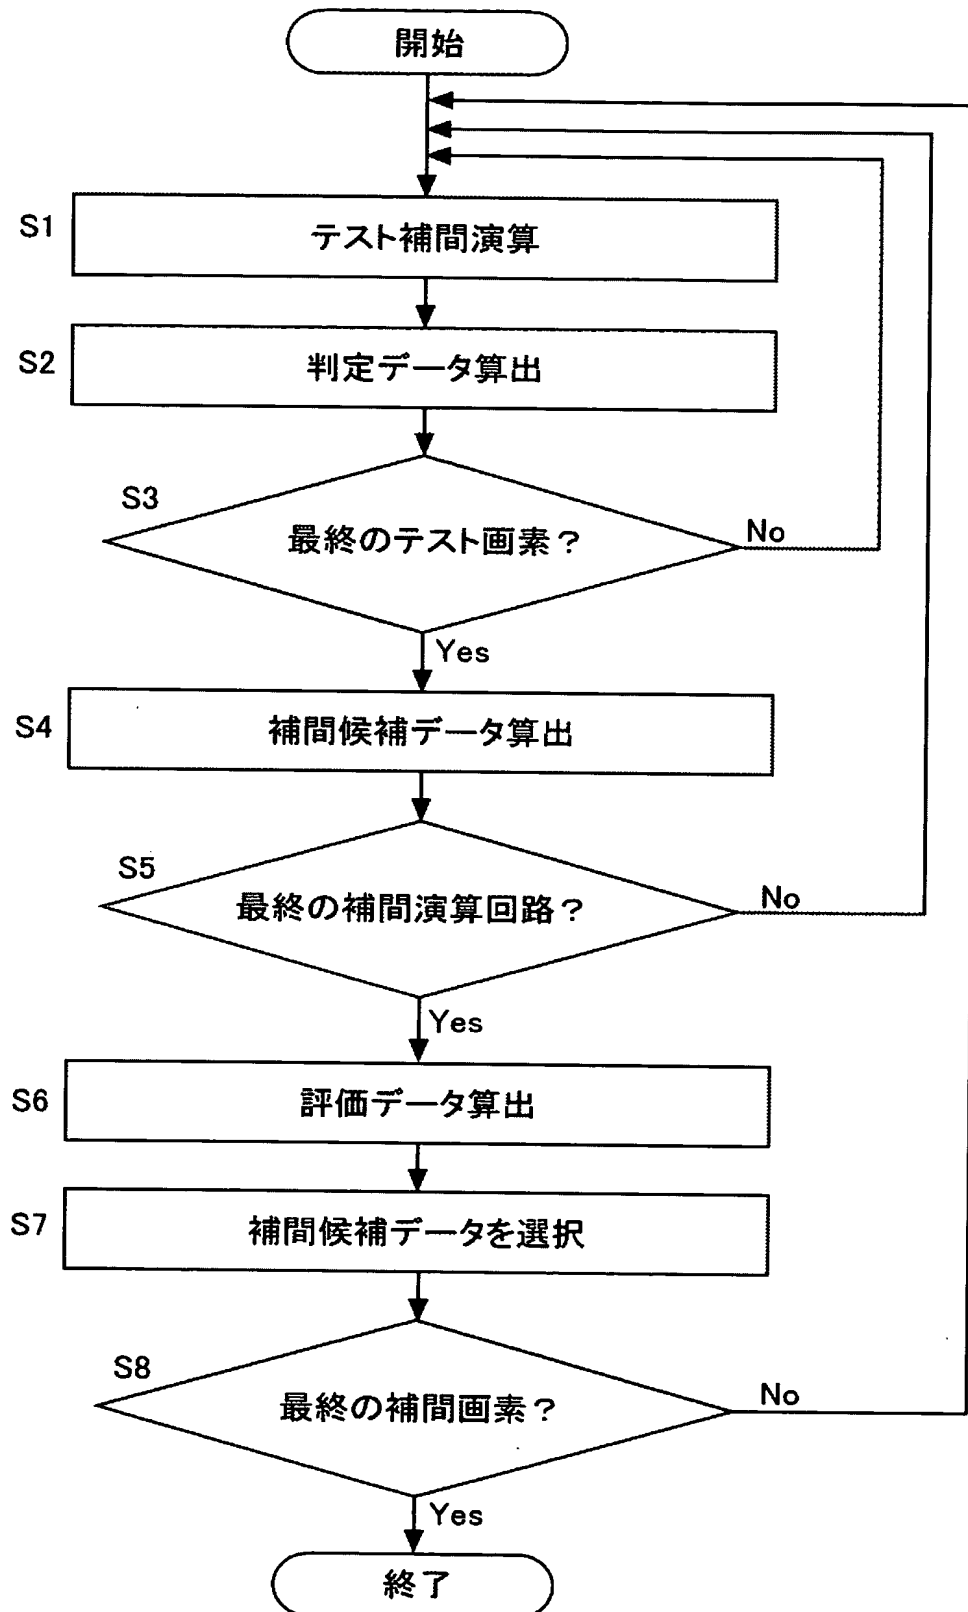 開始
S1
テスト補間演算
S2
判定データ算出
S3
最終のテスト画素？
No
Yes
S4
補間候補データ算出
S5
最終の補間演算回路？
No
Yes
S6
評価データ算出
S7
補間候補データを選択
S8
最終の補間画素？
No
Yes
終了